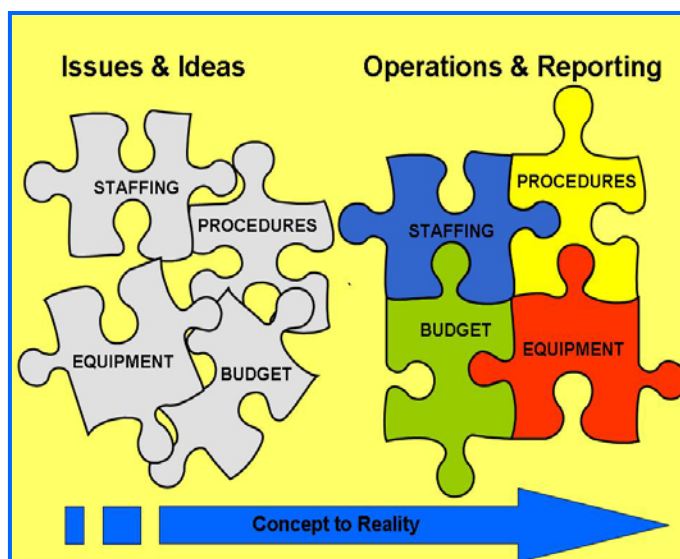 Issues & Ideas
Operations & Reporting
STAFFING
PROCEDURES
EQUIPMENT
BUDGET
PROCEDURES
STAFFING
BUDGET
EQUIPMENT
Concept to Reality